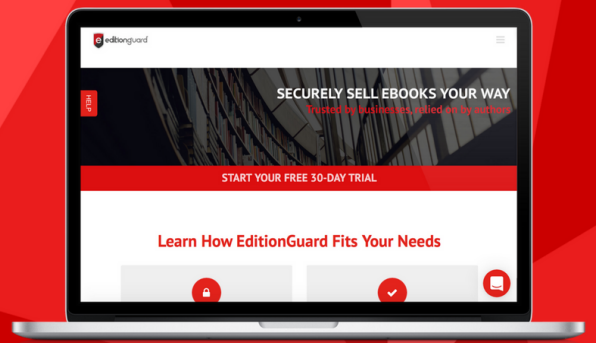 editionguard
HELP
SECURELY SELL EBOOKS YOUR WAY
Trusted by businesses, relied on by authors
START YOUR FREE 30-DAY TRIAL
Learn How EditionGuard Fits Your Needs